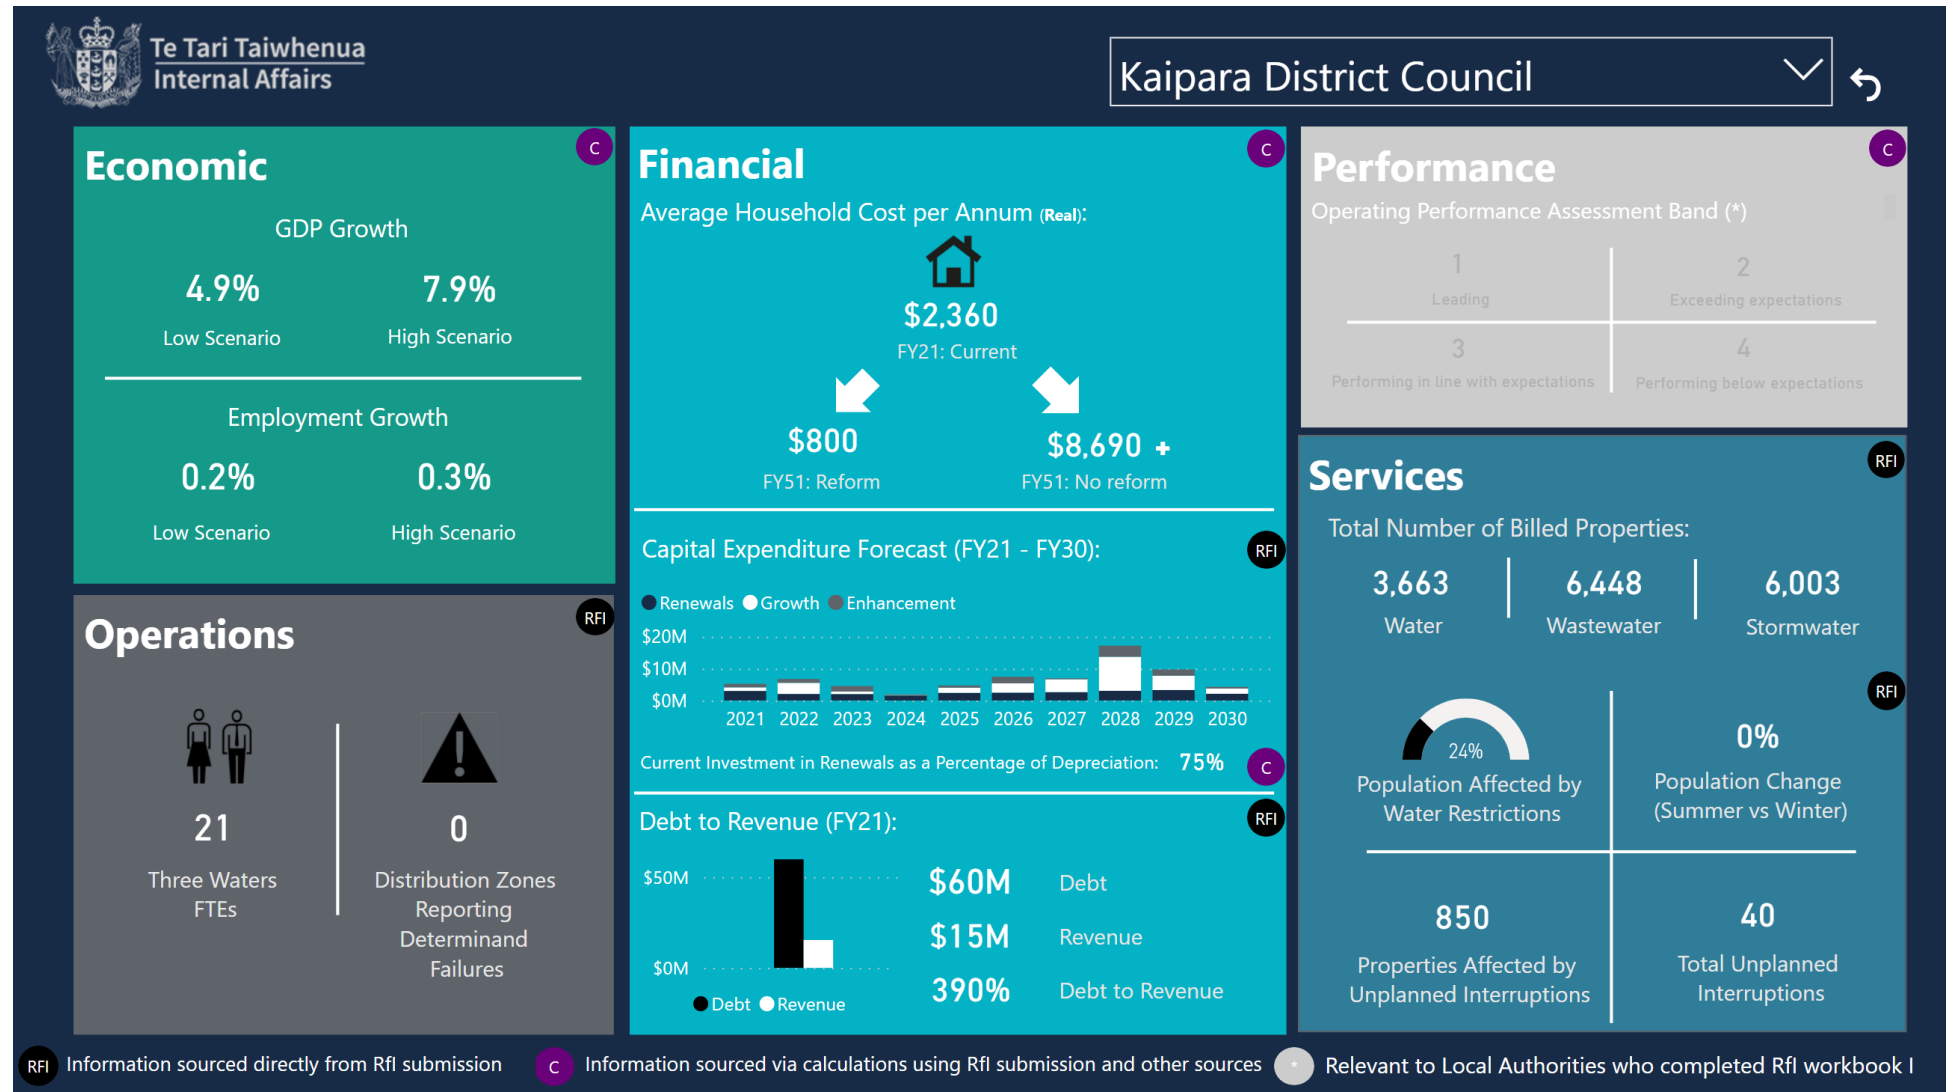 Te Tari Taiwhenua
Internal Affairs
Kaipara District Council
Economic
C
GDP Growth
4.9%
7.9%
Low Scenario
High Scenario
Employment Growth
0.2%
0.3%
Low Scenario
High Scenario
Operations
RFI
21
0
Three Waters
FTEs
Distribution Zones
Reporting
Determinand
Failures
Financial
C
Average Household Cost per Annum (Real):
$2,360
FY21: Current
$800
$8,690 +
FY51: Reform
FY51: No reform
Capital Expenditure Forecast (FY21 - FY30):
RFI
Renewals Growth Enhancement
$20M
$10M
$0M
2021 2022 2023 2024 2025 2026 2027 2028 2029 2030
Current Investment in Renewals as a Percentage of Depreciation: 75%
C
Debt to Revenue (FY21):
RFI
$50M
$0M
Debt Revenue
$60M Debt
$15M Revenue
390% Debt to Revenue
Performance
C
Operating Performance Assessment Band (*)
1
Leading
2
Exceeding expectations
3
Performing in line with expectations
4
Performing below expectations
Services
RFI
Total Number of Billed Properties:
3,663
6,448
6,003
Water
Wastewater
Stormwater
RFI
24%
Population Affected by
Water Restrictions
0%
Population Change
(Summer vs Winter)
850
Properties Affected by
Unplanned Interruptions
40
Total Unplanned
Interruptions
RFI Information sourced directly from RfI submission
C Information sourced via calculations using RfI submission and other sources
* Relevant to Local Authorities who completed RfI workbook I